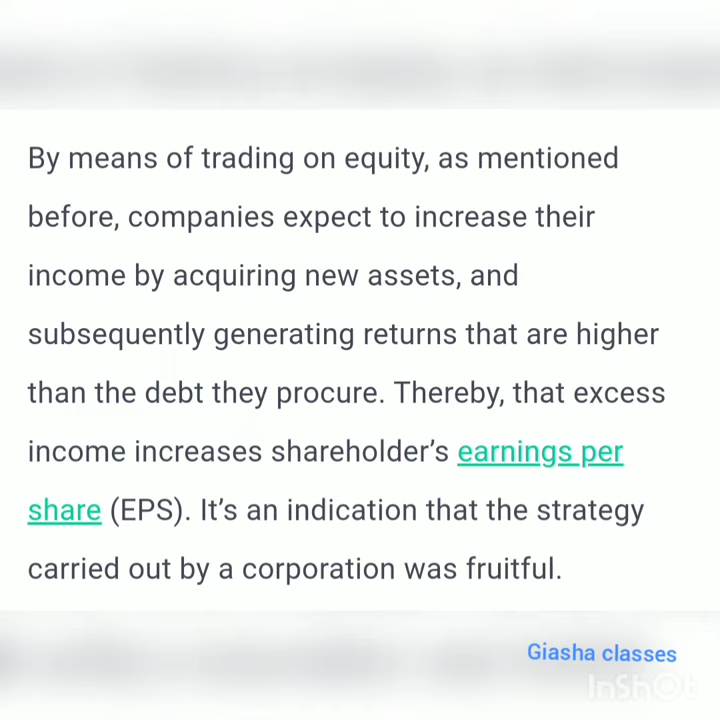 By means of trading on equity, as mentioned
before, companies expect to increase their
income by acquiring new assets, and
subsequently generating returns that are higher
than the debt they procure. Thereby, that excess
income increases shareholder’s earnings per
share (EPS). It’s an indication that the strategy
carried out by a corporation was fruitful.
Giasha classes
InShOt